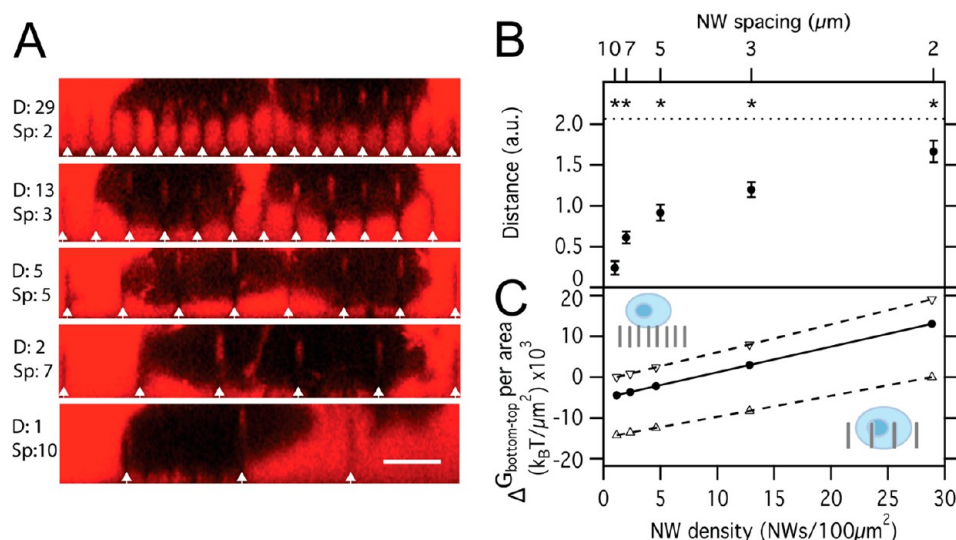 A
D: 29
Sp: 2
D: 13
Sp: 3
D: 5
Sp: 5
D: 2
Sp: 7
D: 1
Sp:10
B
NW spacing (µm)
10 7 5 3 2
** * * *
2.0
1.5
1.0
0.5
0
Distance (a.u.)
C
20
10
0
-10
-20
ΔG bottom-top per area
(kBT/µm²) x10³
0 5 10 15 20 25 30
NW density (NWs/100µm²)